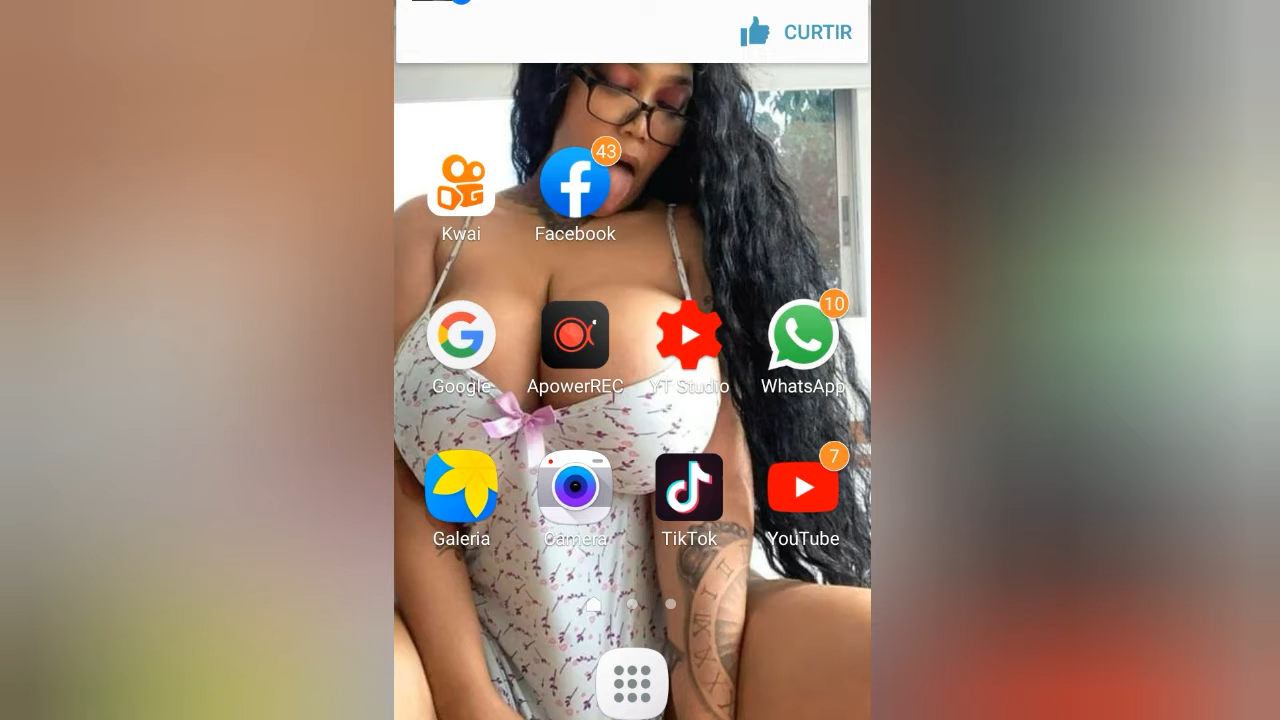 CURTIR
43
Kwai
Facebook
10
Google
ApowerREC
YT Studio
WhatsApp
7
Galeria
Camera
TikTok
YouTube